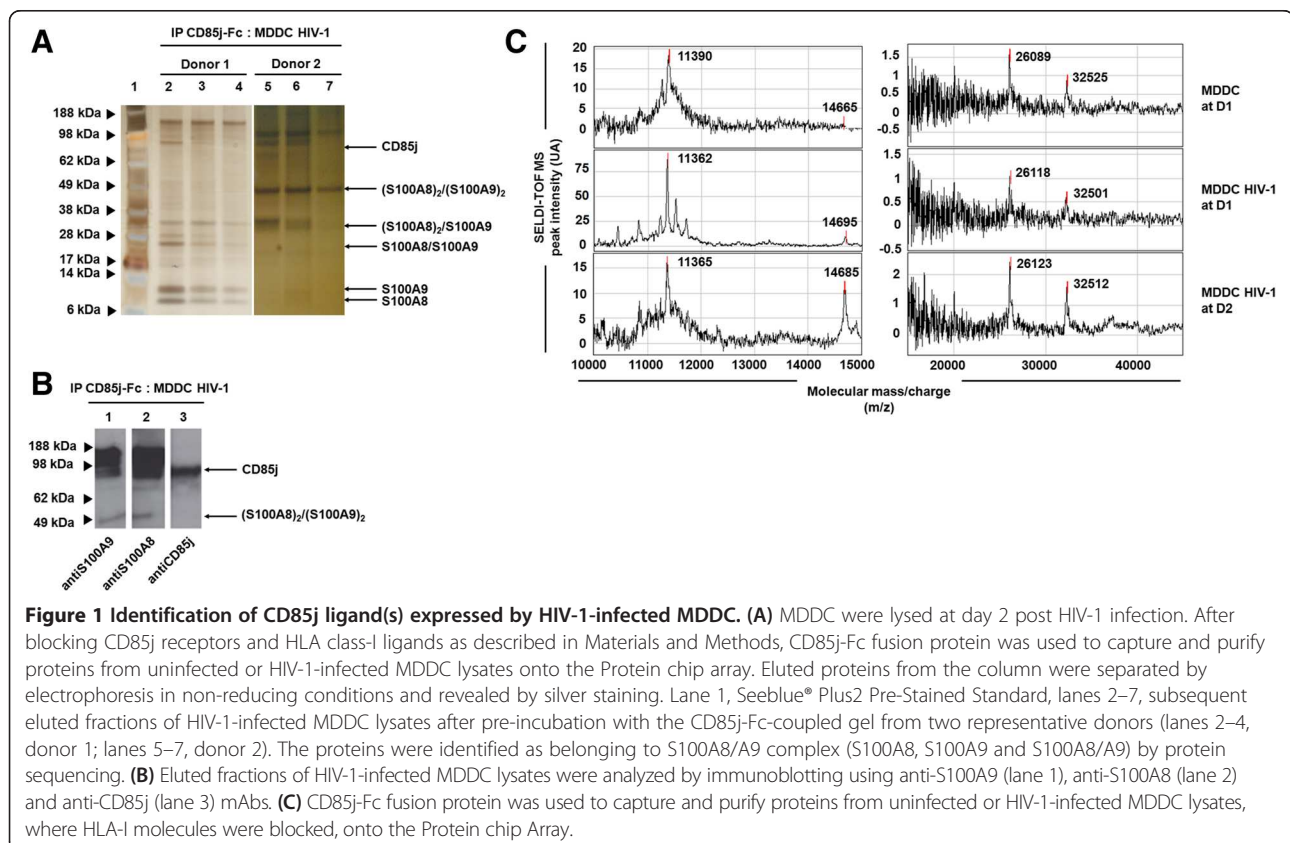 A
IP CD85j-Fc : MDDC HIV-1
Donor 1 Donor 2
1 2 3 4 5 6 7
188 kDa
98 kDa
62 kDa
49 kDa
38 kDa
28 kDa
17 kDa
14 kDa
6 kDa
CD85j
(S100A8)2/(S100A9)2
(S100A8)2/S100A9
S100A8/S100A9
S100A9
S100A8
B
IP CD85j-Fc : MDDC HIV-1
1 2 3
188 kDa
98 kDa
62 kDa
49 kDa
CD85j
(S100A8)2/(S100A9)2
antiS100A9
antiS100A8
antiCD85j
C
SELDI-TOF MS
peak intensity (UA)
20
15
10
5
0
11390
14665
75
50
25
0
11362
14695
15
10
5
0
11365
14685
10000 11000 12000 13000 14000 15000
1.5
1
0.5
0
-0.5
26089
32525
MDDC
at D1
1.5
1
0.5
0
-0.5
26118
32501
MDDC HIV-1
at D1
2
1
0
26123
32512
MDDC HIV-1
at D2
20000 30000 40000
Molecular mass/charge
(m/z)
Figure 1 Identification of CD85j ligand(s) expressed by HIV-1-infected MDDC. (A) MDDC were lysed at day 2 post HIV-1 infection. After
blocking CD85j receptors and HLA class-I ligands as described in Materials and Methods, CD85j-Fc fusion protein was used to capture and purify
proteins from uninfected or HIV-1-infected MDDC lysates onto the Protein chip array. Eluted proteins from the column were separated by
electrophoresis in non-reducing conditions and revealed by silver staining. Lane 1, Seeblue® Plus2 Pre-Stained Standard, lanes 2–7, subsequent
eluted fractions of HIV-1-infected MDDC lysates after pre-incubation with the CD85j-Fc-coupled gel from two representative donors (lanes 2–4,
donor 1; lanes 5–7, donor 2). The proteins were identified as belonging to S100A8/A9 complex (S100A8, S100A9 and S100A8/A9) by protein
sequencing. (B) Eluted fractions of HIV-1-infected MDDC lysates were analyzed by immunoblotting using anti-S100A9 (lane 1), anti-S100A8 (lane 2)
and anti-CD85j (lane 3) mAbs. (C) CD85j-Fc fusion protein was used to capture and purify proteins from uninfected or HIV-1-infected MDDC lysates,
where HLA-I molecules were blocked, onto the Protein chip Array.